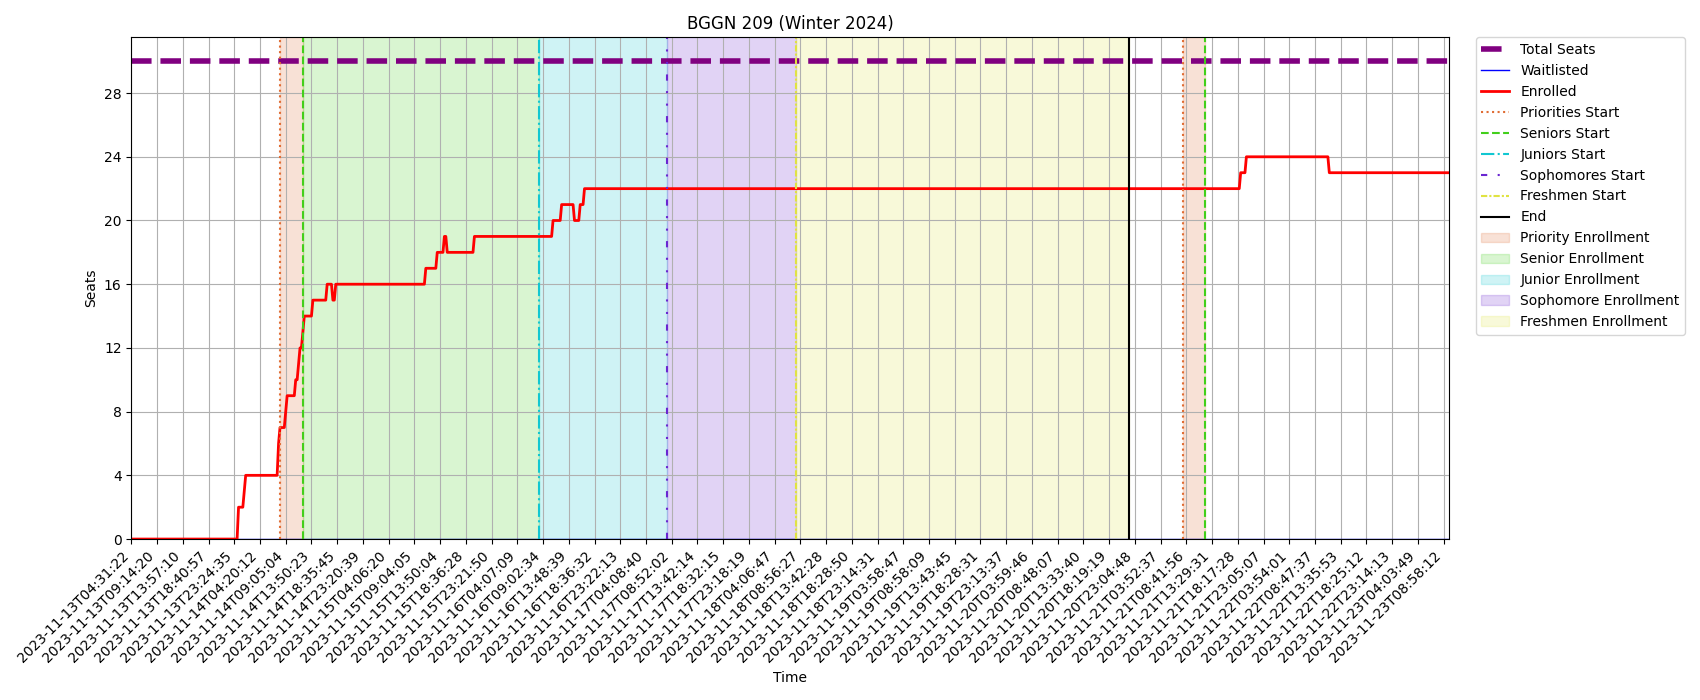 BGGN 209 (Winter 2024)
Total Seats
Waitlisted
Enrolled
Priorities Start
Seniors Start
Juniors Start
Sophomores Start
Freshmen Start
End
Priority Enrollment
Senior Enrollment
Junior Enrollment
Sophomore Enrollment
Freshmen Enrollment
Seats
28
24
20
16
12
8
4
0
2023-11-13T04:31:22
2023-11-13T09:14:20
2023-11-13T13:57:10
2023-11-13T18:40:57
2023-11-13T23:24:35
2023-11-14T04:20:12
2023-11-14T09:05:04
2023-11-14T13:50:23
2023-11-14T18:35:45
2023-11-14T23:20:39
2023-11-15T04:06:20
2023-11-15T09:04:05
2023-11-15T13:50:04
2023-11-15T18:36:28
2023-11-15T23:21:50
2023-11-16T04:07:09
2023-11-16T09:02:34
2023-11-16T13:48:39
2023-11-16T18:36:32
2023-11-16T23:22:13
2023-11-17T04:08:40
2023-11-17T08:52:02
2023-11-17T13:42:14
2023-11-17T18:32:15
2023-11-17T23:18:19
2023-11-18T04:06:47
2023-11-18T08:56:27
2023-11-18T13:42:28
2023-11-18T18:28:50
2023-11-18T23:14:31
2023-11-19T03:58:47
2023-11-19T08:58:09
2023-11-19T13:43:45
2023-11-19T18:28:31
2023-11-19T23:13:37
2023-11-20T03:59:46
2023-11-20T08:48:07
2023-11-20T13:33:40
2023-11-20T18:19:19
2023-11-20T23:04:48
2023-11-21T03:52:37
2023-11-21T08:41:56
2023-11-21T13:29:31
2023-11-21T18:17:28
2023-11-21T23:05:07
2023-11-22T03:54:01
2023-11-22T08:47:37
2023-11-22T13:35:53
2023-11-22T18:25:12
2023-11-22T23:14:13
2023-11-23T04:03:49
2023-11-23T08:58:12
Time